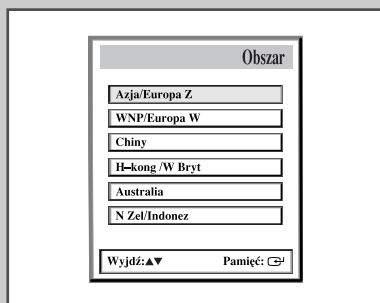 Obszar
Azja/Europa Z
WNP/Europa W
Chiny
H–kong /W Bryt
Australia
N Zel/Indonez
Wyjdź:▲▼ Pamięć: